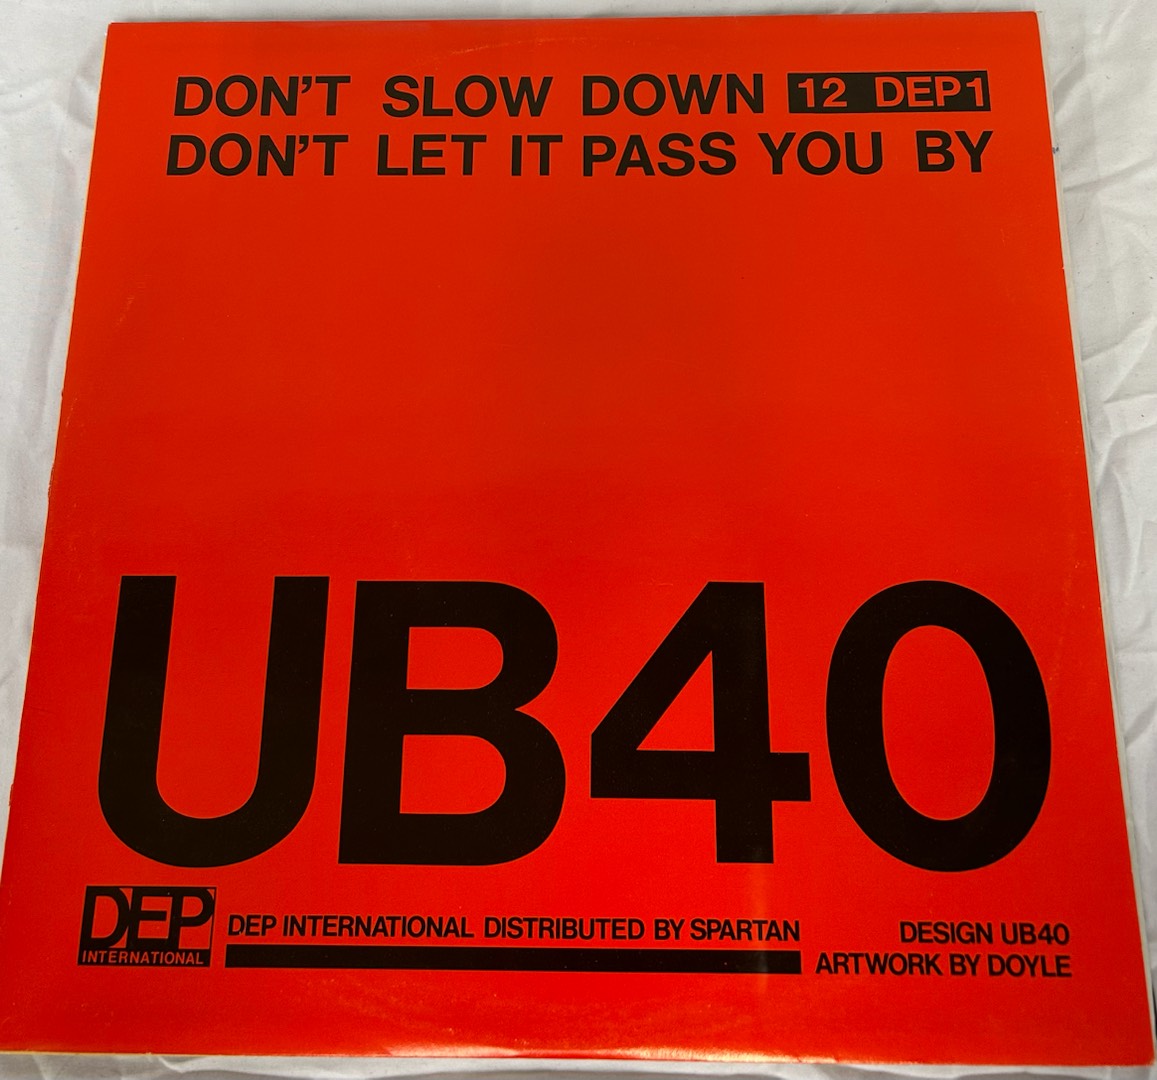 DON'T SLOW DOWN 12 DEP1
DON'T LET IT PASS YOU BY
UB40
DEP
INTERNATIONAL
DEP INTERNATIONAL DISTRIBUTED BY SPARTAN
DESIGN UB40
ARTWORK BY DOYLE